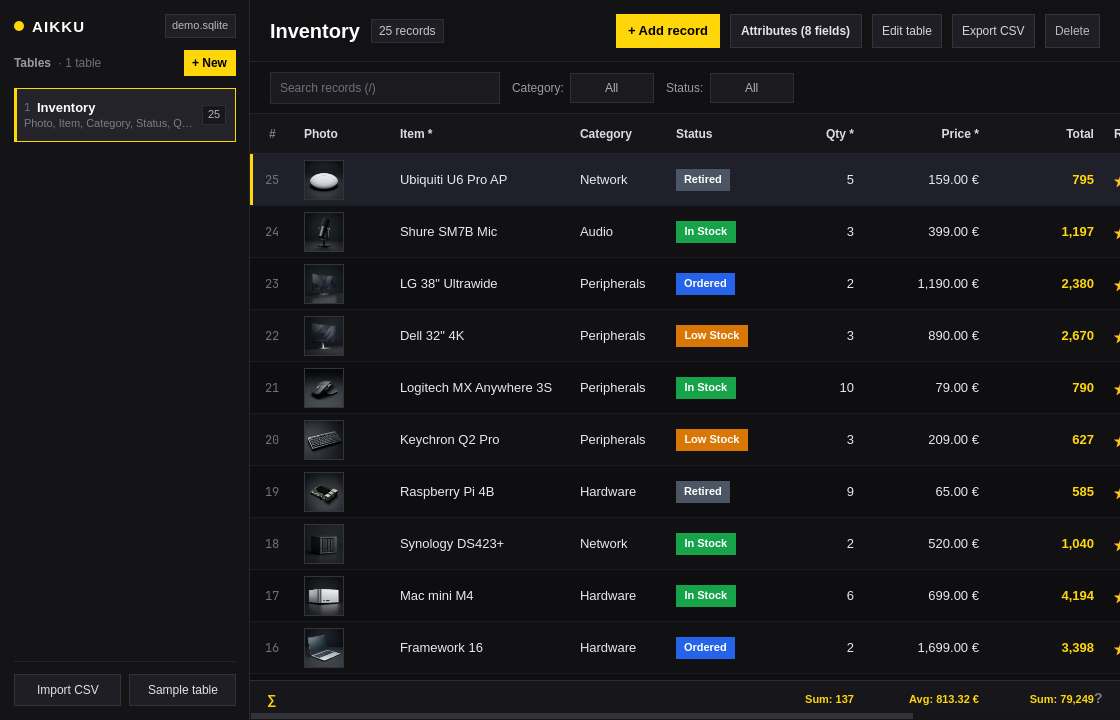 AIKKU
demo.sqlite
Tables · 1 table
+ New
1 Inventory
Photo, Item, Category, Status, Q…
25
Import CSV
Sample table
Inventory
25 records
+ Add record
Attributes (8 fields)
Edit table
Export CSV
Delete
Search records (/)
Category: All
Status: All
# Photo Item * Category Status Qty * Price * Total
25 Ubiquiti U6 Pro AP Network Retired 5 159.00 € 795
24 Shure SM7B Mic Audio In Stock 3 399.00 € 1,197
23 LG 38" Ultrawide Peripherals Ordered 2 1,190.00 € 2,380
22 Dell 32" 4K Peripherals Low Stock 3 890.00 € 2,670
21 Logitech MX Anywhere 3S Peripherals In Stock 10 79.00 € 790
20 Keychron Q2 Pro Peripherals Low Stock 3 209.00 € 627
19 Raspberry Pi 4B Hardware Retired 9 65.00 € 585
18 Synology DS423+ Network In Stock 2 520.00 € 1,040
17 Mac mini M4 Hardware In Stock 6 699.00 € 4,194
16 Framework 16 Hardware Ordered 2 1,699.00 € 3,398
∑ Sum: 137 Avg: 813.32 € Sum: 79,249 ?